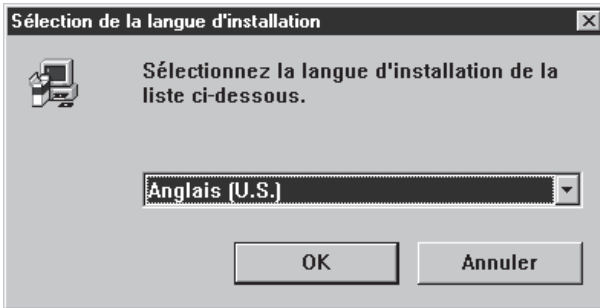 Sélection de la langue d'installation
Sélectionnez la langue d'installation de la
liste ci-dessous.
Anglais (U.S.)
OK
Annuler